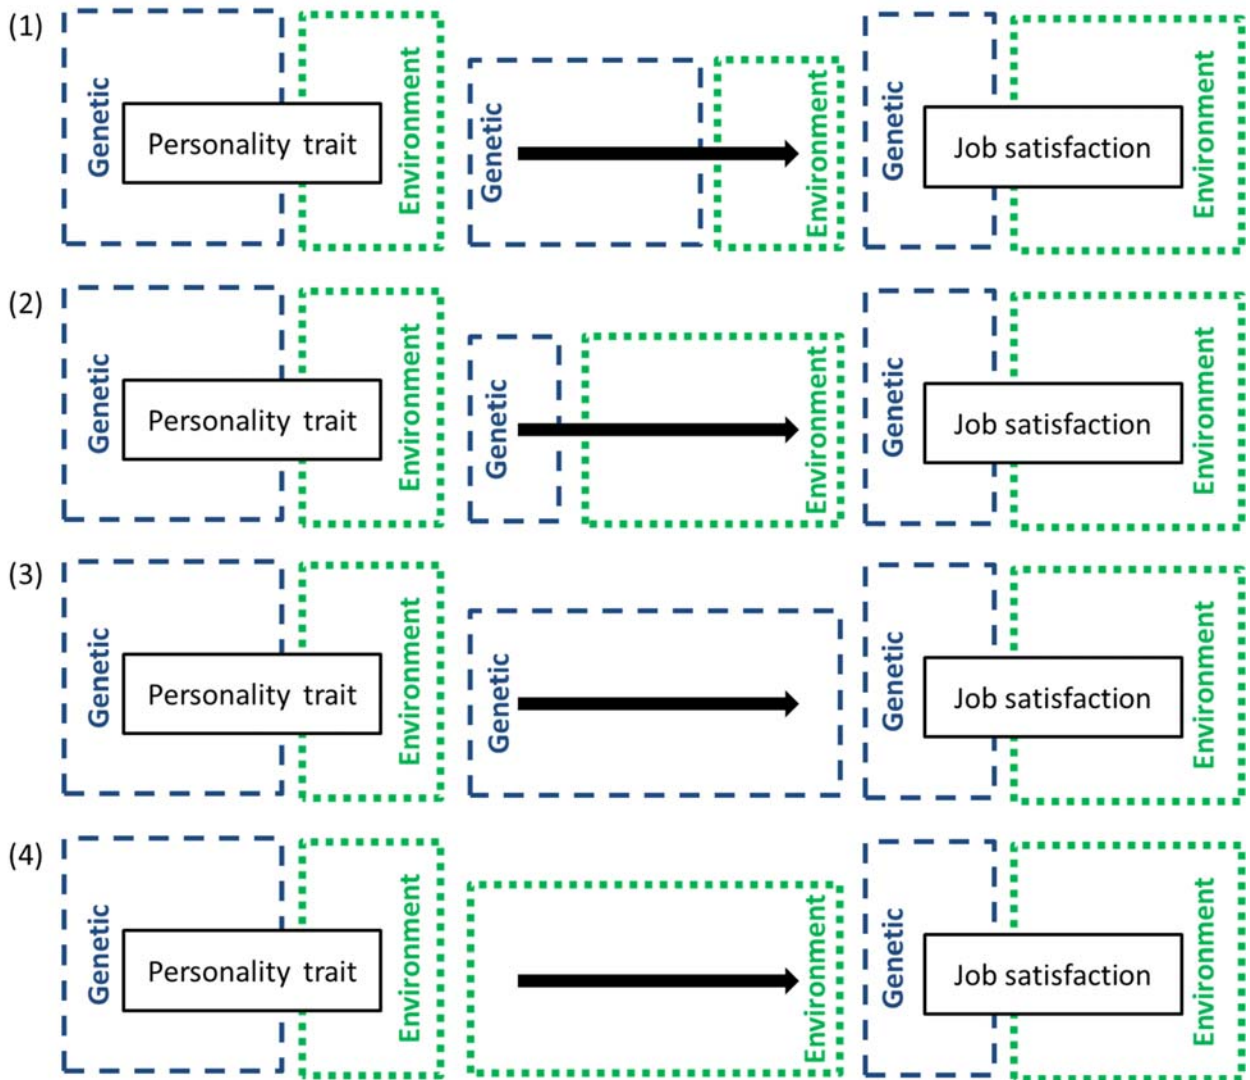 (1)
Genetic
Personality trait
Environment
Genetic
Environment
Genetic
Job satisfaction
Environment
(2)
Genetic
Personality trait
Environment
Genetic
Environment
Genetic
Job satisfaction
Environment
(3)
Genetic
Personality trait
Environment
Genetic
Genetic
Job satisfaction
Environment
(4)
Genetic
Personality trait
Environment
Environment
Genetic
Job satisfaction
Environment